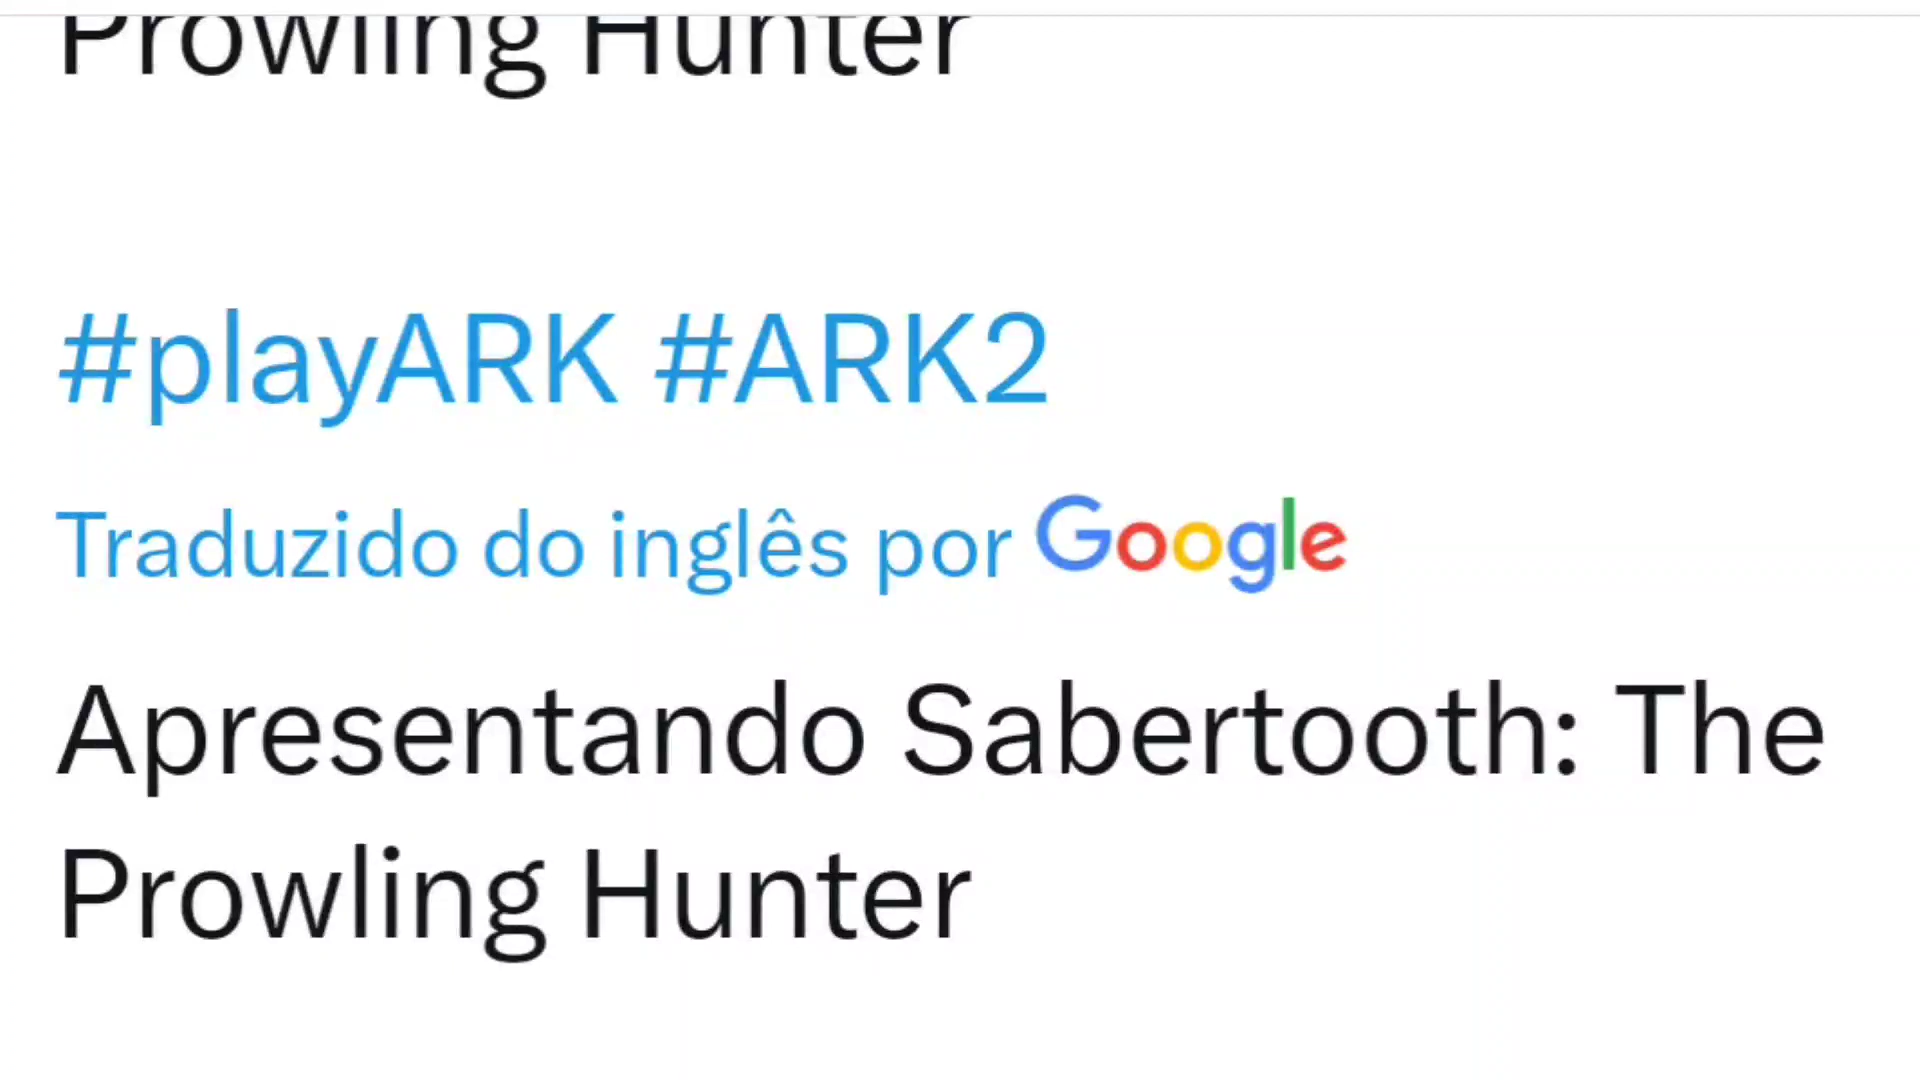 Prowling Hunter
#playARK #ARK2
Traduzido do inglês por Google
Apresentando Sabertooth: The
Prowling Hunter